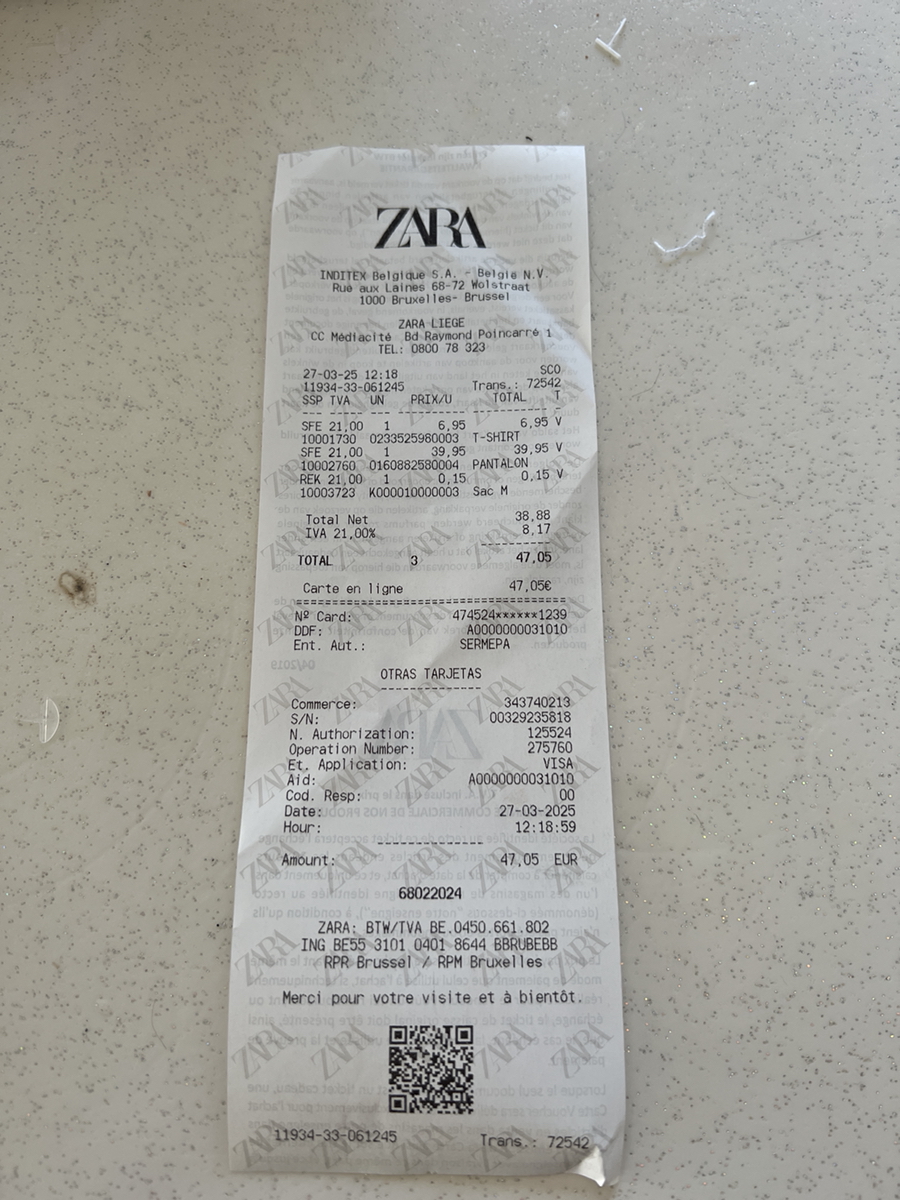 ZARA
INDITEX Belgique S.A. - Belgie N.V.
Rue aux Laines 68-72 Wolstraat
1000 Bruxelles- Brussel
ZARA LIEGE
CC Médiacité Bd Raymond Poincarré 1
TEL: 0800 78 323
27-03-25 12:18 SCO
11934-33-061245 Trans.: 72542
SSP TVA UN PRIX/U TOTAL T
SFE 21,00 1 6,95 6,95 V
10001730 0233525980003 T-SHIRT
SFE 21,00 1 39,95 39,95 V
10002760 0160882580004 PANTALON
REK 21,00 1 0,15 0,15 V
10003723 K000010000003 Sac M
Total Net 38,88
IVA 21,00% 8,17
TOTAL 3 47,05
Carte en ligne 47,05€
Nº Card: 474524******1239
DDF: A0000000031010
Ent. Aut.: SERMEPA
OTRAS TARJETAS
Commerce: 343740213
S/N: 00329235818
N. Authorization: 125524
Operation Number: 275760
Et. Application: VISA
Aid: A0000000031010
Cod. Resp: 00
Date: 27-03-2025
Hour: 12:18:59
Amount: 47,05 EUR
68022024
ZARA: BTW/TVA BE.0450.661.802
ING BE55 3101 0401 8644 BBRUBEBB
RPR Brussel / RPM Bruxelles
Merci pour votre visite et à bientôt.
11934-33-061245 Trans.: 72542